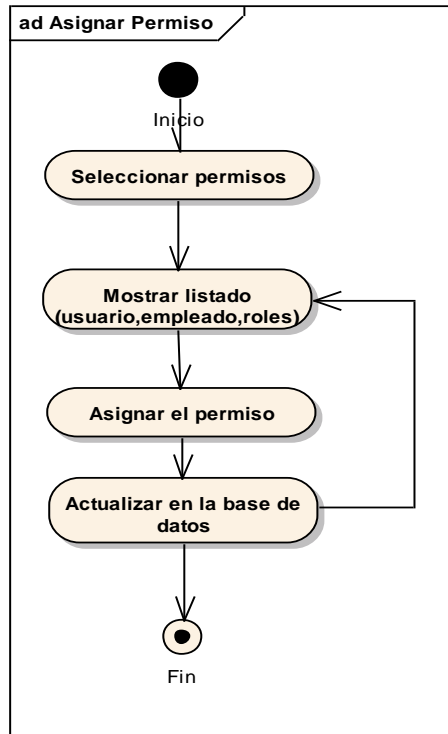 ad Asignar Permiso
Inicio
Seleccionar permisos
Mostrar listado
(usuario,empleado,roles)
Asignar el permiso
Actualizar en la base de
datos
Fin